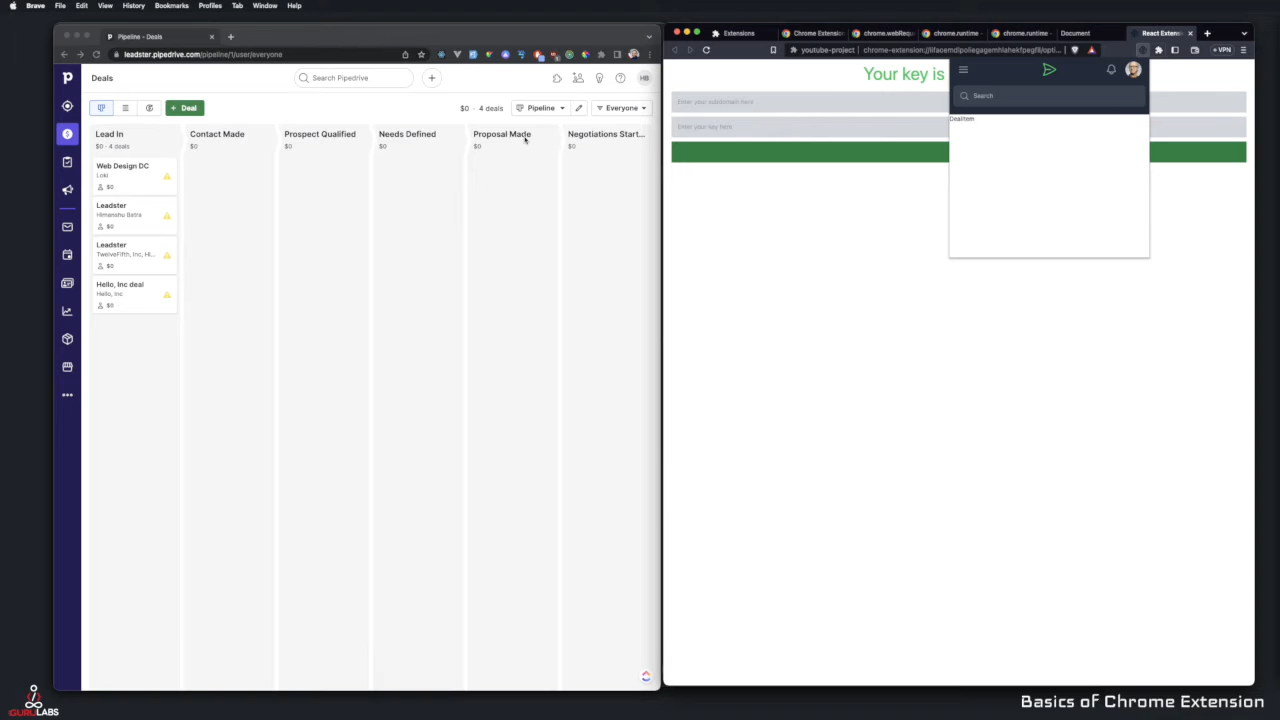 Brave File Edit View History Bookmarks Profiles Tab Window Help
Pipeline - Deals
leadster.pipedrive.com/pipeline/1/user/everyone
Deals
Search Pipedrive
HB
+ Deal
$0 · 4 deals
Pipeline
Everyone
Lead In
$0 · 4 deals
Contact Made
$0
Prospect Qualified
$0
Needs Defined
$0
Proposal Made
$0
Negotiations Start...
$0
Web Design DC
Loki
$0
Leadster
Himanshu Batra
$0
Leadster
TwelveFifth, Inc, Hi...
$0
Hello, Inc deal
Hello, Inc
$0
Extensions
Chrome Extension
chrome.webRequ
chrome.runtime -
chrome.runtime -
Document
React Extens
youtube-project
VPN
Your key is
Enter your subdomain here
Enter your key here
Search
DealItem
GURULABS
Basics of Chrome Extension